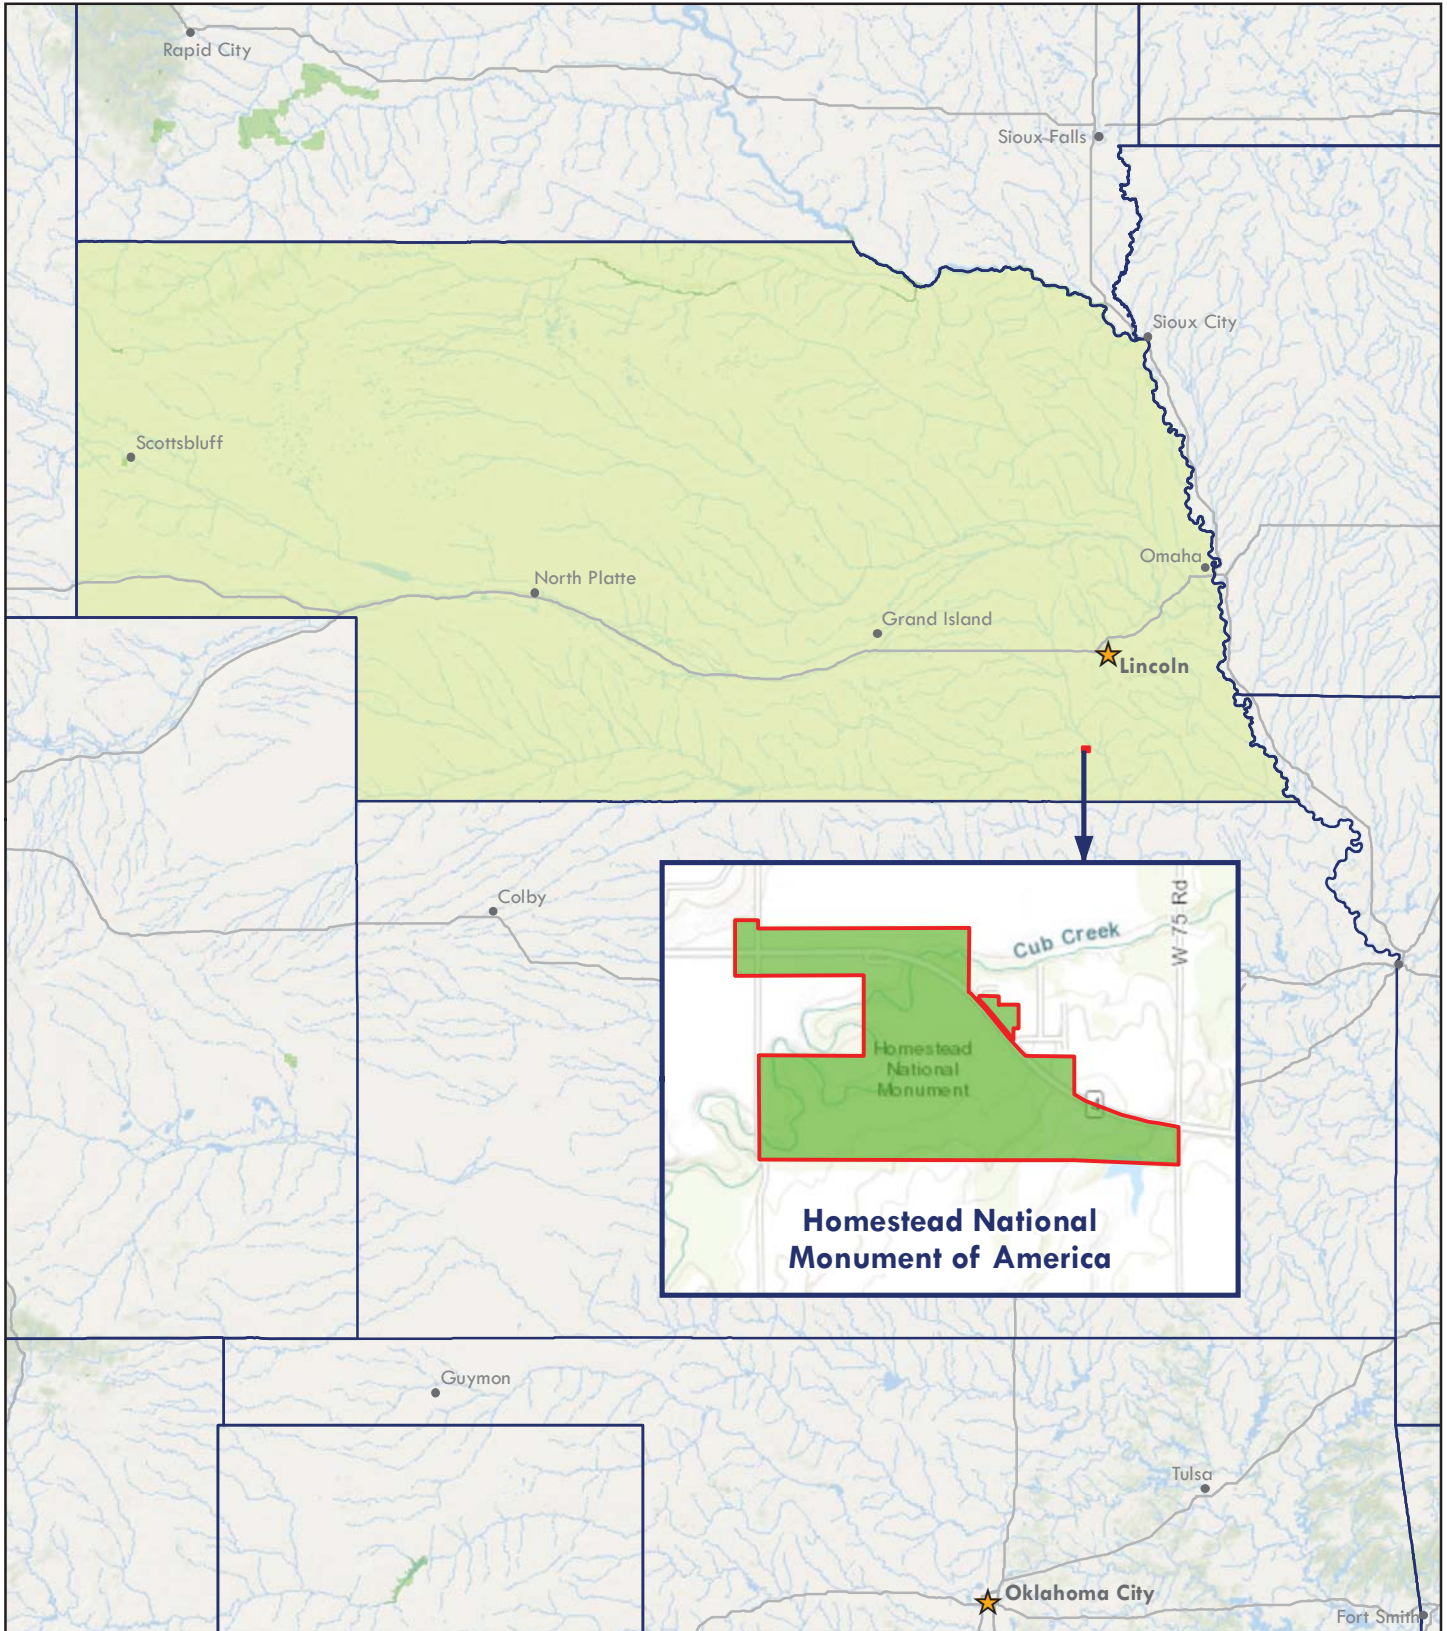 Rapid City
Sioux Falls
Sioux City
Scottsbluff
Omaha
North Platte
Grand Island
Lincoln
Colby
W 75 Rd
Cub Creek
Homestead
National
Monument
4
Homestead National
Monument of America
Guymon
Tulsa
Oklahoma City
Fort Smith